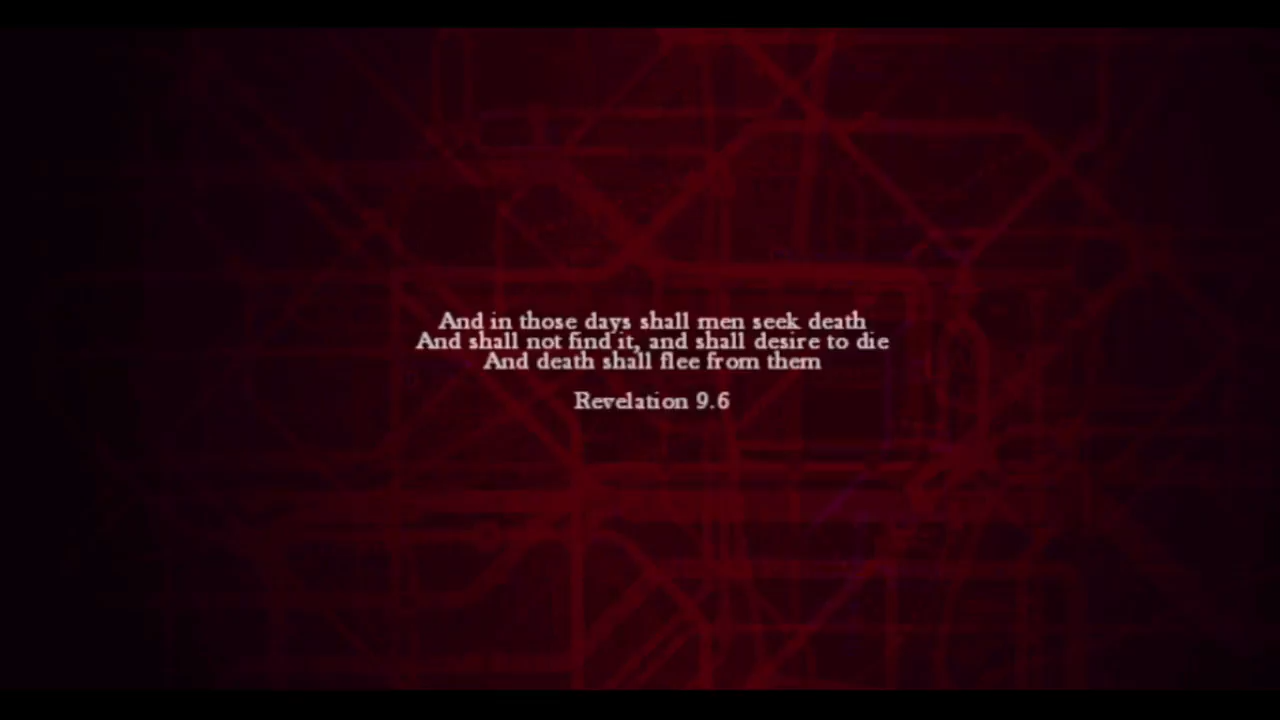 And in those days shall men seek death
And shall not find it, and shall desire to die
And death shall flee from them
Revelation 9.6